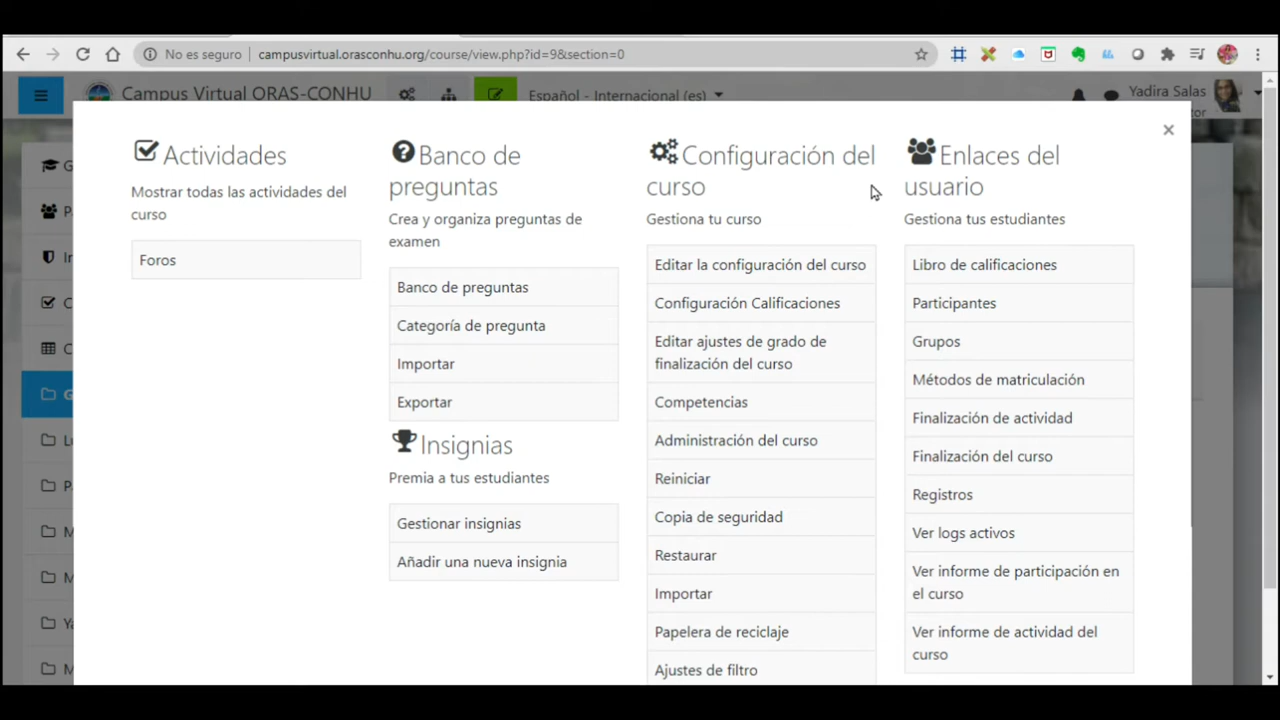 No es seguro campusvirtual.orasconhu.org/course/view.php?id=9&section=0
Campus Virtual ORAS-CONHU
Español - Internacional (es)
Yadira Salas
Actividades
Mostrar todas las actividades del
curso
Foros
Banco de
preguntas
Crea y organiza preguntas de
examen
Banco de preguntas
Categoría de pregunta
Importar
Exportar
Insignias
Premia a tus estudiantes
Gestionar insignias
Añadir una nueva insignia
Configuración del
curso
Gestiona tu curso
Editar la configuración del curso
Configuración Calificaciones
Editar ajustes de grado de
finalización del curso
Competencias
Administración del curso
Reiniciar
Copia de seguridad
Restaurar
Importar
Papelera de reciclaje
Ajustes de filtro
Enlaces del
usuario
Gestiona tus estudiantes
Libro de calificaciones
Participantes
Grupos
Métodos de matriculación
Finalización de actividad
Finalización del curso
Registros
Ver logs activos
Ver informe de participación en
el curso
Ver informe de actividad del
curso